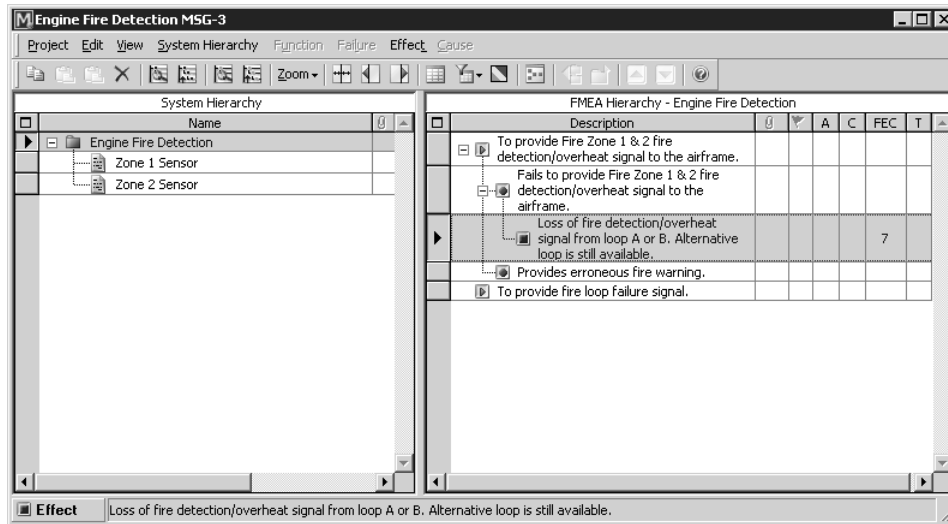 Engine Fire Detection MSG-3
Project Edit View System Hierarchy Function Failure Effect Cause
Zoom
System Hierarchy
Name
Engine Fire Detection
Zone 1 Sensor
Zone 2 Sensor
FMEA Hierarchy - Engine Fire Detection
Description A C FEC T
To provide Fire Zone 1 & 2 fire
detection/overheat signal to the airframe.
Fails to provide Fire Zone 1 & 2 fire
detection/overheat signal to the
airframe.
Loss of fire detection/overheat
signal from loop A or B. Alternative
loop is still available.
7
Provides erroneous fire warning.
To provide fire loop failure signal.
Effect
Loss of fire detection/overheat signal from loop A or B. Alternative loop is still available.